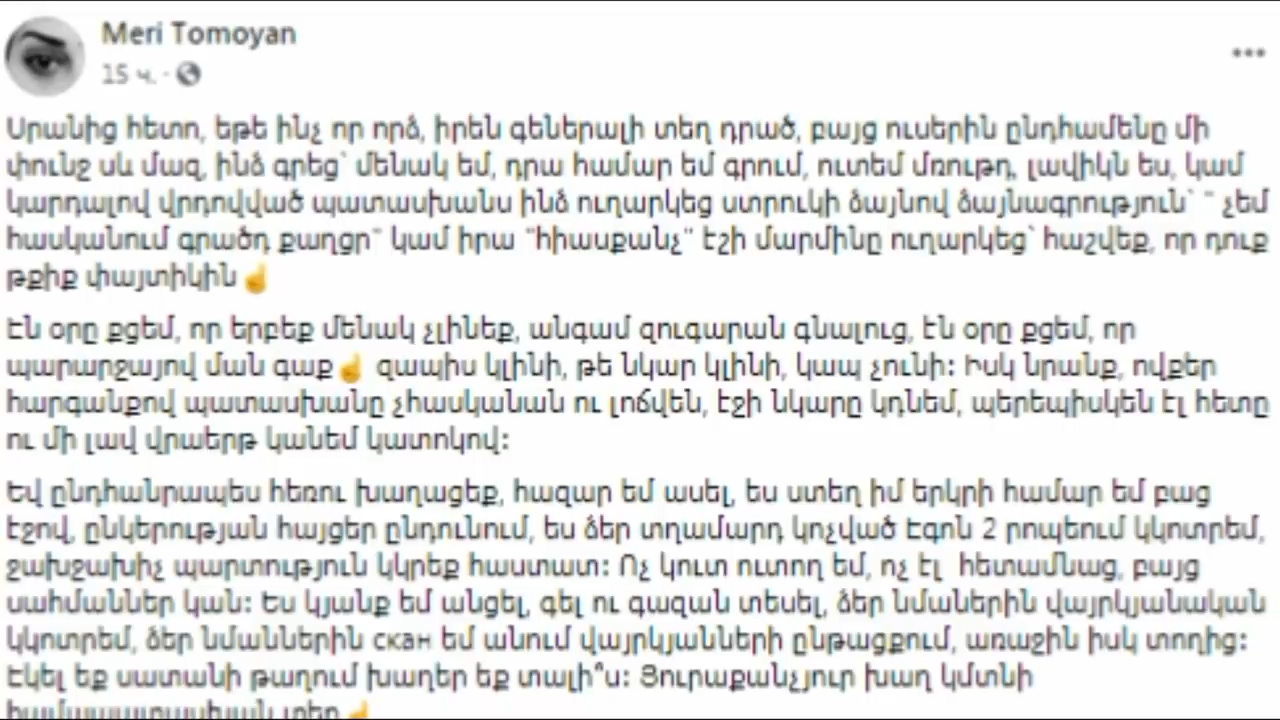 Meri Tomoyan
15 ч. ·
Սրանից հետո, եթե ինչ որ որձ, իրեն գեներալի տեղ դրած, բայց ուսերին ընդհամենը մի
փունջ սև մազ, ինձ գրեց՝ մենակ եմ, դրա համար եմ գրում, ուտեմ մռութդ, լավիկն ես, կամ
կարդալով վրդովված պատասխանս ինձ ուղարկեց ստրուկի ձայնով ձայնագրություն՝ " չեմ
հասկանում գրածդ քաղցր" կամ իրա "հիասքանչ" էշի մարմինը ուղարկեց՝ հաշվեք, որ դուք
թքիք փայտիկին☝
Էն օրը քցեմ, որ երբեք մենակ չլինեք, անգամ զուգարան գնալուց, էն օրը քցեմ, որ
պարարջայով ման գաք☝ զապիս կլինի, թե նկար կլինի, կապ չունի: Իսկ նրանք, ովքեր
հարգանքով պատասխանը չհասկանան ու լոճվեն, էջի նկարը կդնեմ, պերեպիսկեն էլ հետը
ու մի լավ վրաերթ կանեմ կատոկով:
Եվ ընդհանրապես հեռու խաղացեք, հազար եմ ասել, ես ստեղ իմ երկրի համար եմ բաց
էջով, ընկերության հայցեր ընդունում, ես ձեր տղամարդ կոչված էգոն 2 րոպեում կկոտրեմ,
ջախջախիչ պարտություն կկրեք հաստատ: Ոչ կուտ ուտող եմ, ոչ էլ հետամնաց, բայց
սահմաններ կան: Ես կյանք եմ անցել, գել ու գազան տեսել, ձեր նմաներին վայրկյանական
կկոտրեմ, ձեր նմաններին скан եմ անում վայրկյանների ընթացքում, առաջին իսկ տողից:
Էկել եք սատանի թաղում խաղեր եք տալի՞ս: Յուրաքանչյուր խաղ կմտնի
համապատասխան տեղ☝